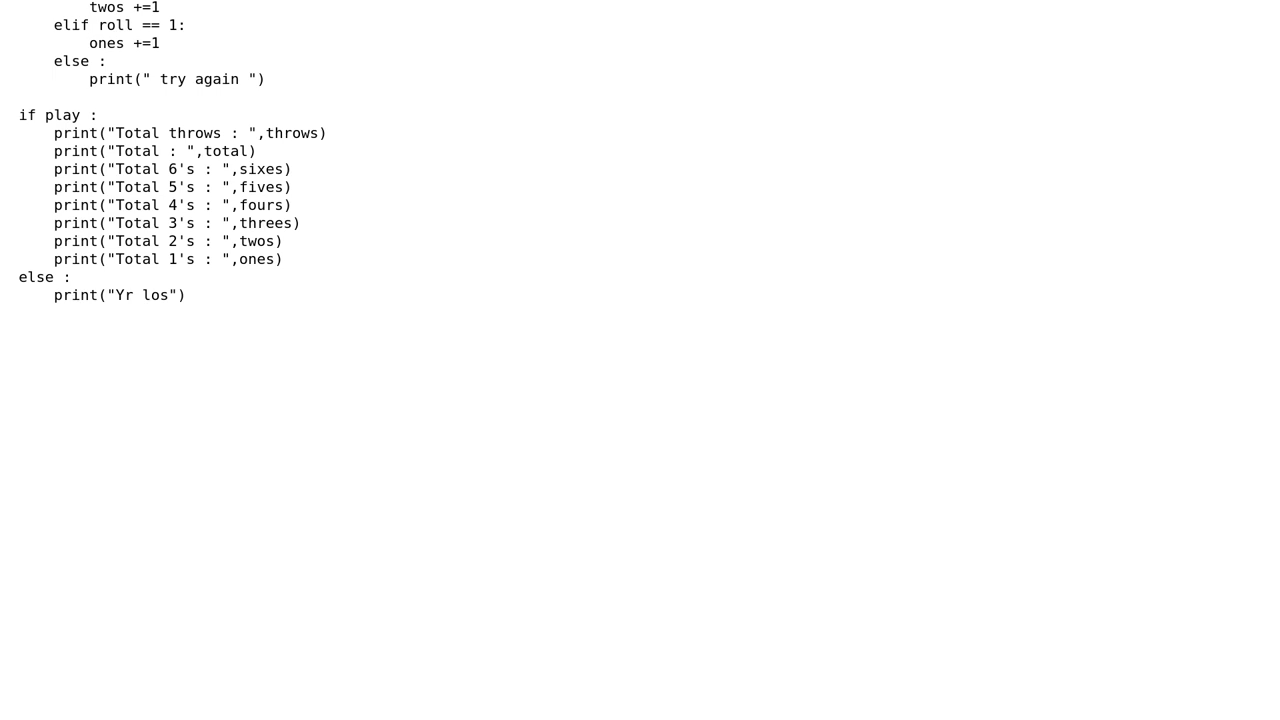 twos +=1
    elif roll == 1:
        ones +=1
    else :
        print(" try again ")

if play :
    print("Total throws : ",throws)
    print("Total : ",total)
    print("Total 6's : ",sixes)
    print("Total 5's : ",fives)
    print("Total 4's : ",fours)
    print("Total 3's : ",threes)
    print("Total 2's : ",twos)
    print("Total 1's : ",ones)
else :
    print("Yr los")